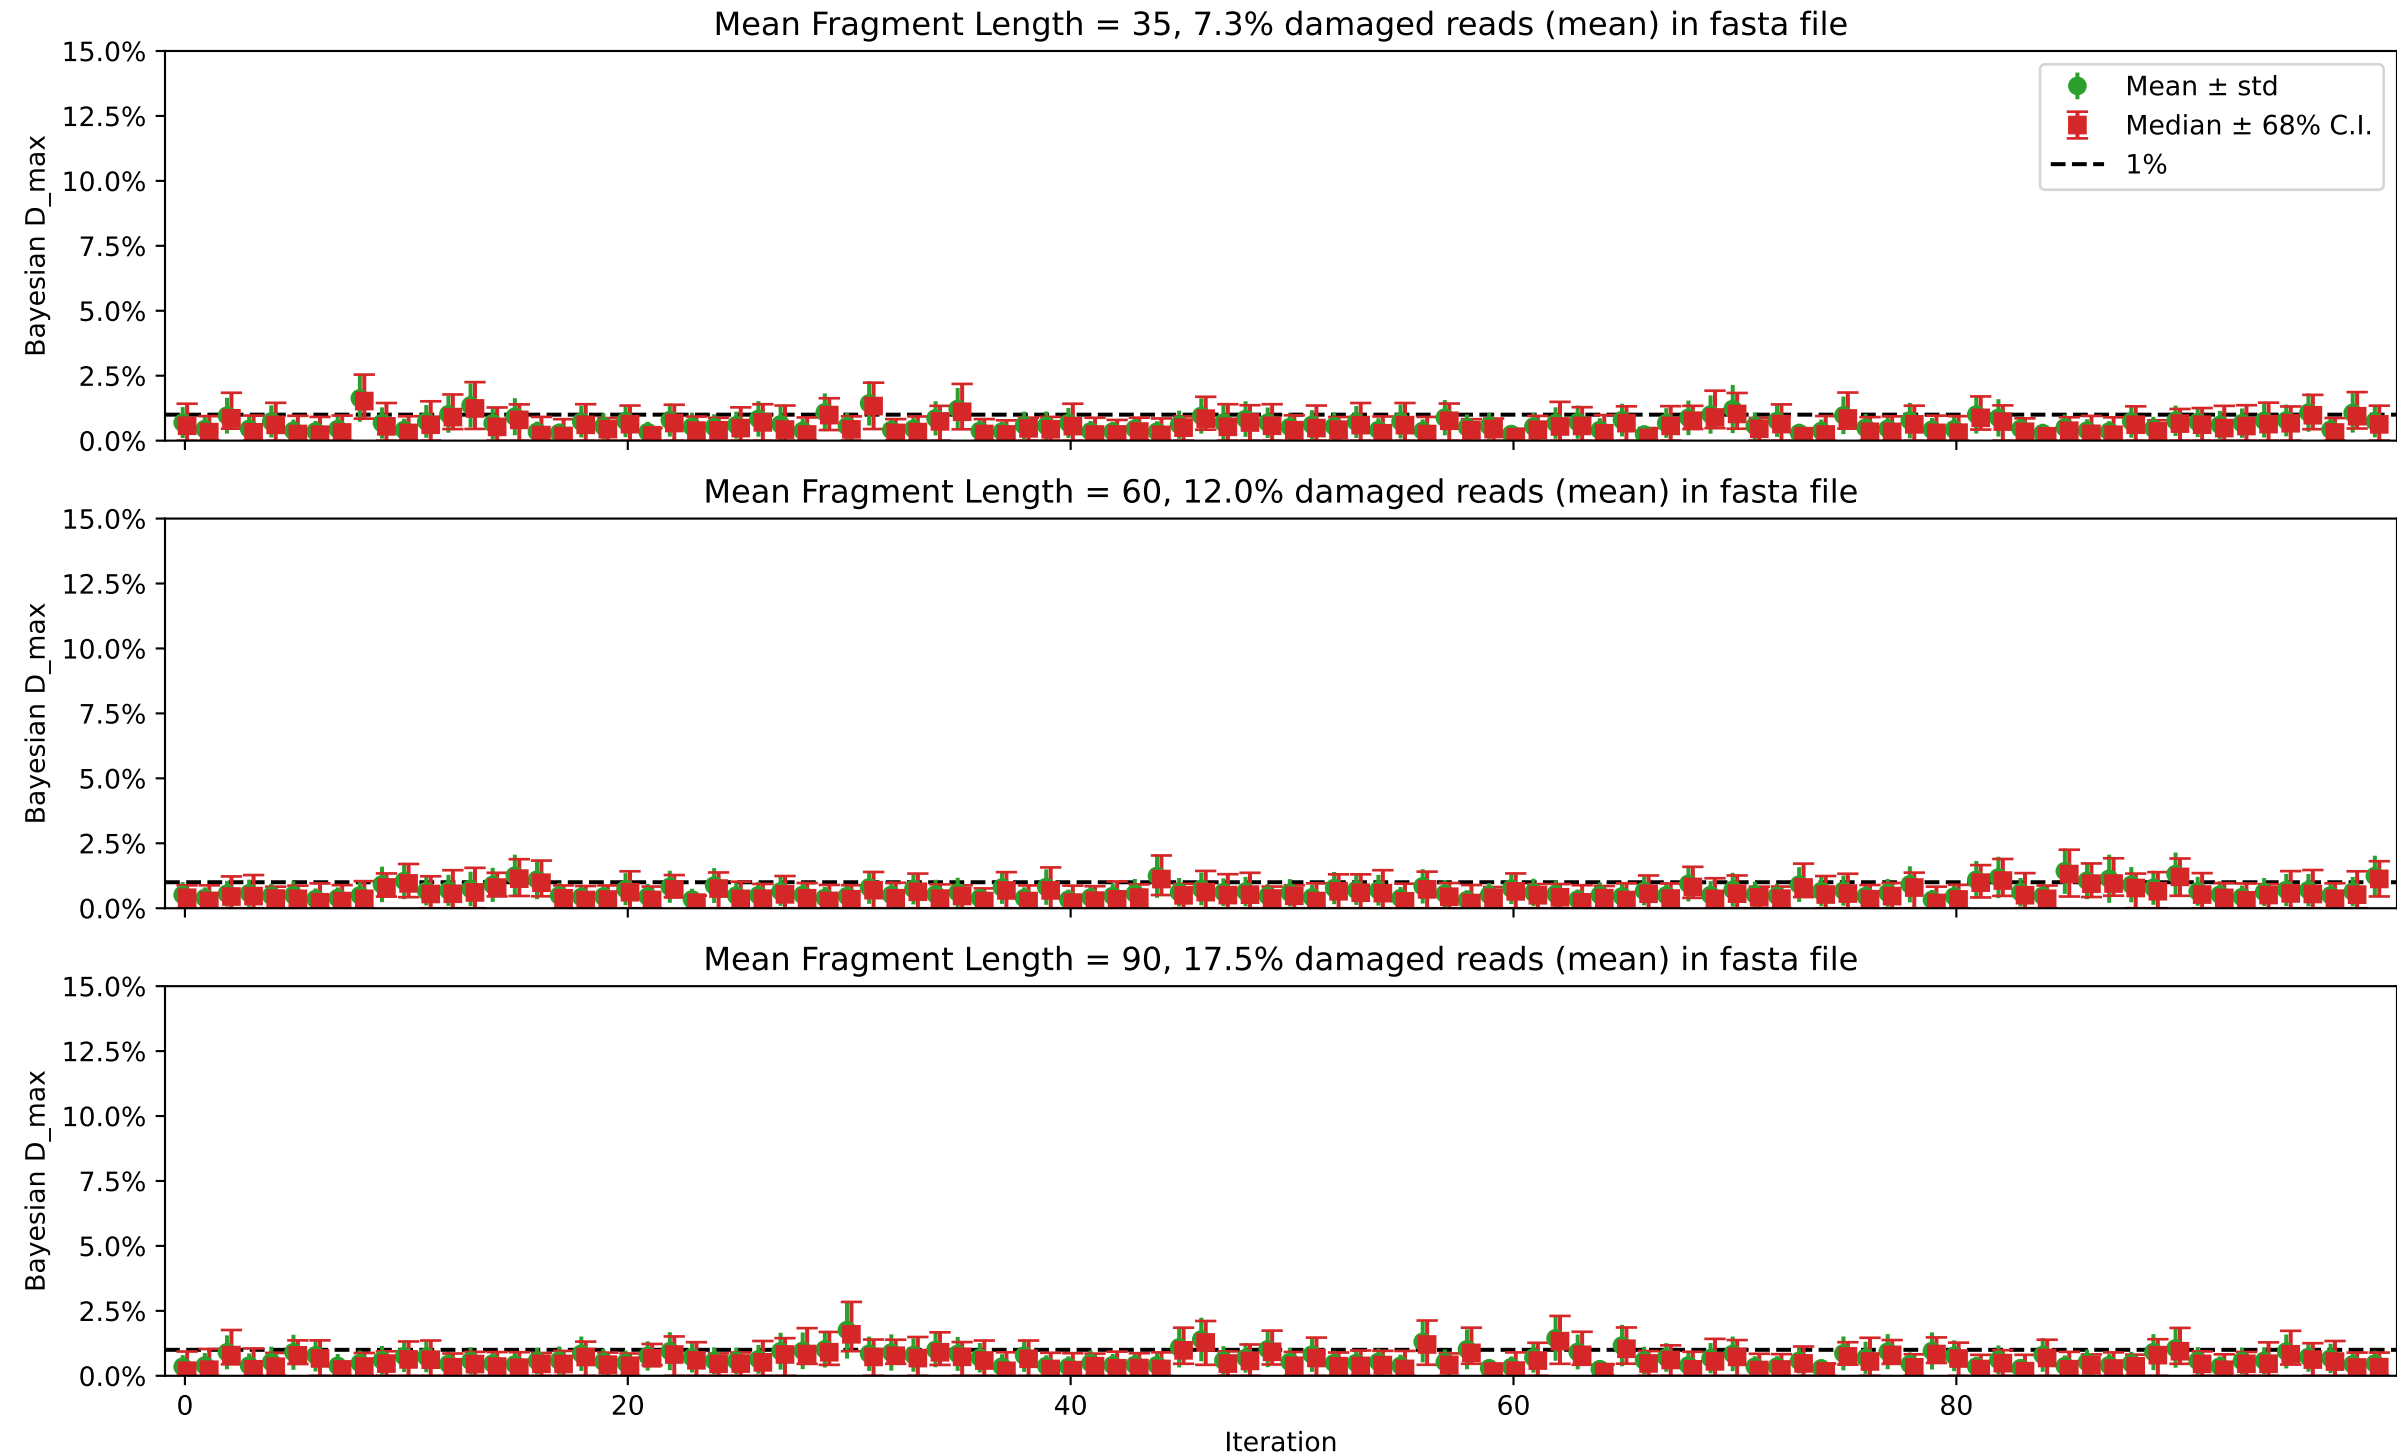 Mean Fragment Length = 35, 7.3% damaged reads (mean) in fasta file
15.0%
12.5%
10.0%
7.5%
5.0%
2.5%
0.0%
Bayesian D_max
Mean ± std
Median ± 68% C.I.
1%
Mean Fragment Length = 60, 12.0% damaged reads (mean) in fasta file
15.0%
12.5%
10.0%
7.5%
5.0%
2.5%
0.0%
Bayesian D_max
Mean Fragment Length = 90, 17.5% damaged reads (mean) in fasta file
15.0%
12.5%
10.0%
7.5%
5.0%
2.5%
0.0%
Bayesian D_max
0 20 40 60 80
Iteration